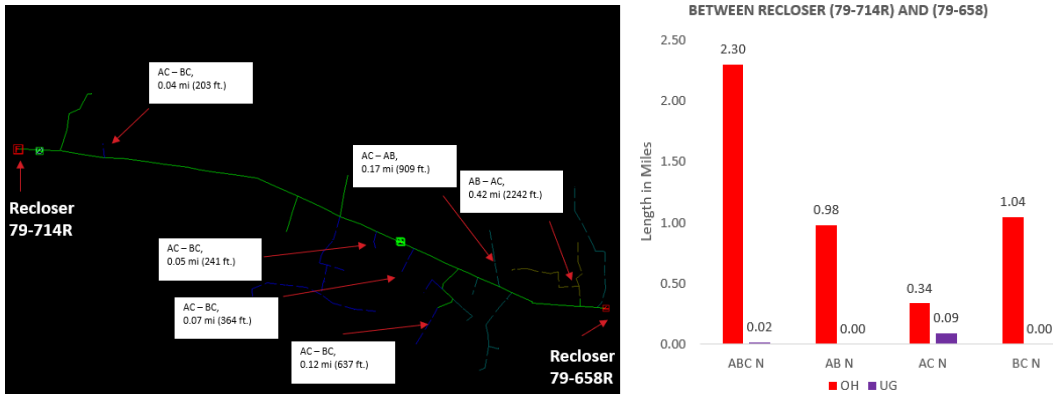 AC – BC,
0.04 mi (203 ft.)
AC – AB,
0.17 mi (909 ft.)
AB – AC,
0.42 mi (2242 ft.)
Recloser
79-714R
AC – BC,
0.05 mi (241 ft.)
AC – BC,
0.07 mi (364 ft.)
AC – BC,
0.12 mi (637 ft.)
Recloser
79-658R
BETWEEN RECLOSER (79-714R) AND (79-658)
Length in Miles
2.50
2.00
1.50
1.00
0.50
0.00
2.30
0.02
0.98
0.00
0.34
0.09
1.04
0.00
ABC N
AB N
AC N
BC N
OH
UG